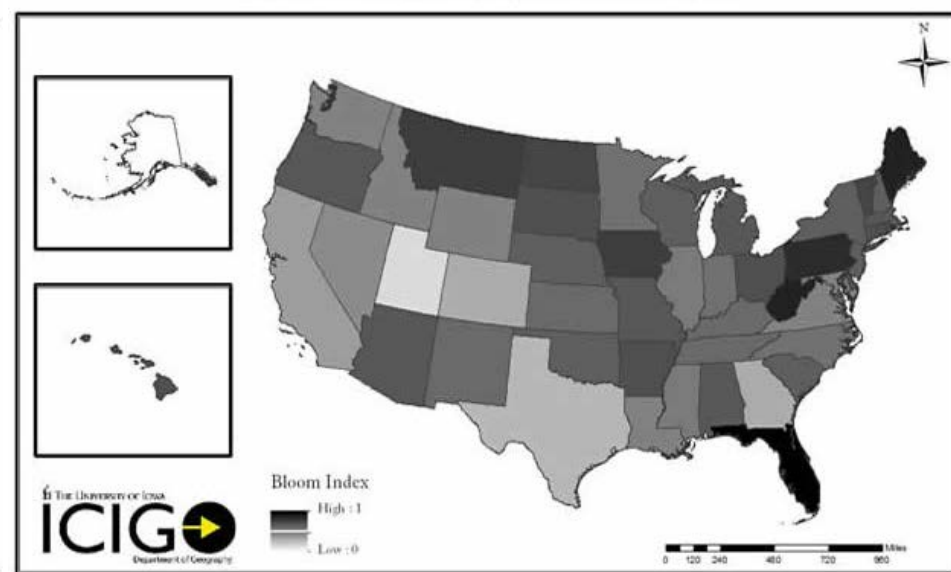 N
Bloom Index
High : 1
Low : 0
THE UNIVERSITY OF IOWA
ICIGO
Department of Geography
Miles
0 120 240 480 720 960